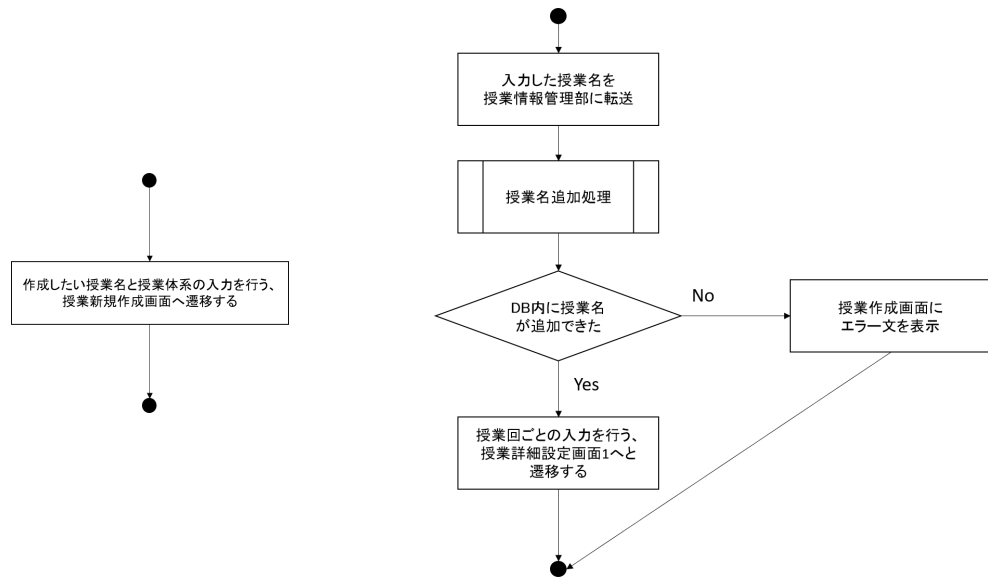 作成したい授業名と授業体系の入力を行う、
授業新規作成画面へ遷移する
入力した授業名を
授業情報管理部に転送
授業名追加処理
DB内に授業名
が追加できた
No
授業作成画面に
エラー文を表示
Yes
授業回ごとの入力を行う、
授業詳細設定画面1へと
遷移する